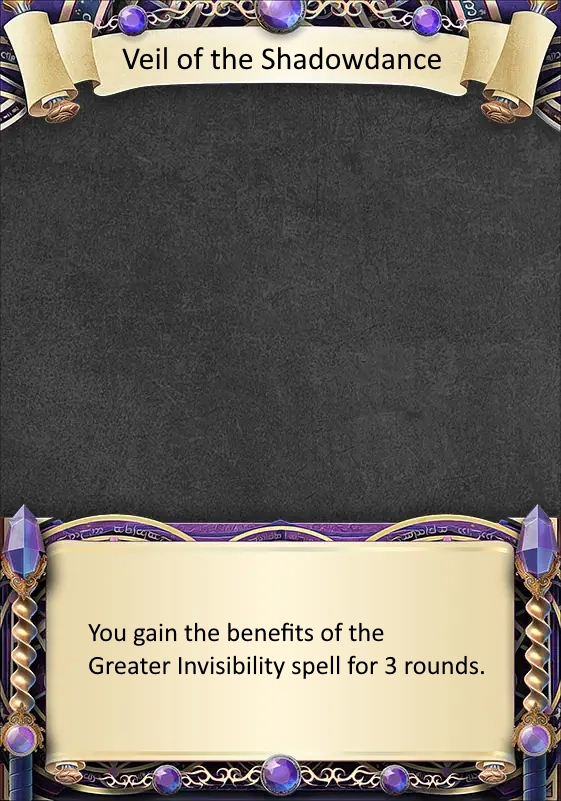 Veil of the Shadowdance
You gain the benefits of the
Greater Invisibility spell for 3 rounds.